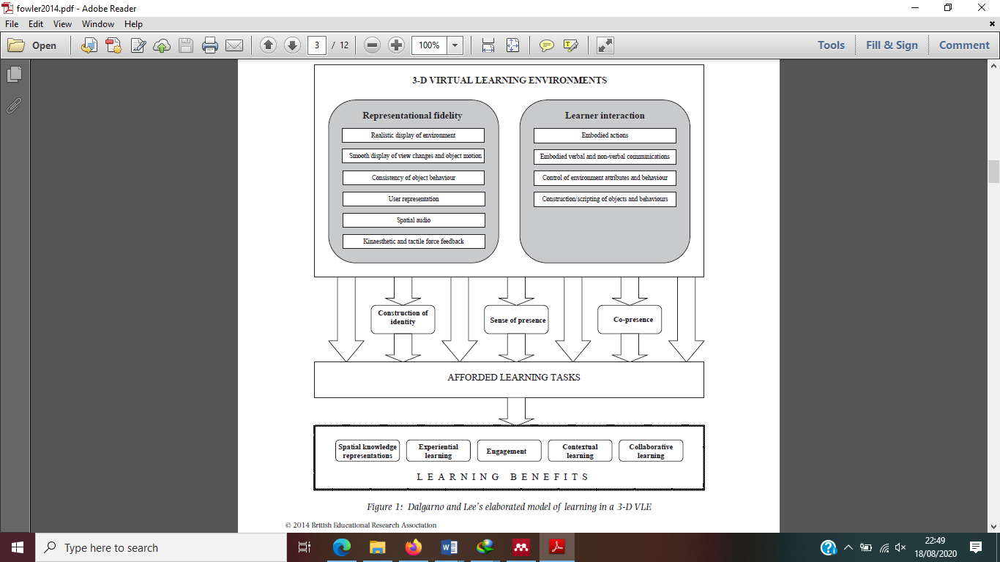 fowler2014.pdf - Adobe Reader
File Edit View Window Help
Open 3 / 12 100% Tools Fill & Sign Comment
3-D VIRTUAL LEARNING ENVIRONMENTS
Representational fidelity
Realistic display of environment
Smooth display of view changes and object motion
Consistency of object behaviour
User representation
Spatial audio
Kinaesthetic and tactile force feedback
Learner interaction
Embodied actions
Embodied verbal and non-verbal communications
Control of environment attributes and behaviour
Construction/scripting of objects and behaviours
Construction of
identity
Sense of presence
Co-presence
AFFORDED LEARNING TASKS
Spatial knowledge
representations
Experiential
learning
Engagement
Contextual
learning
Collaborative
learning
LEARNING BENEFITS
Figure 1: Dalgarno and Lee's elaborated model of learning in a 3-D VLE
© 2014 British Educational Research Association
Type here to search
22:49
18/08/2020